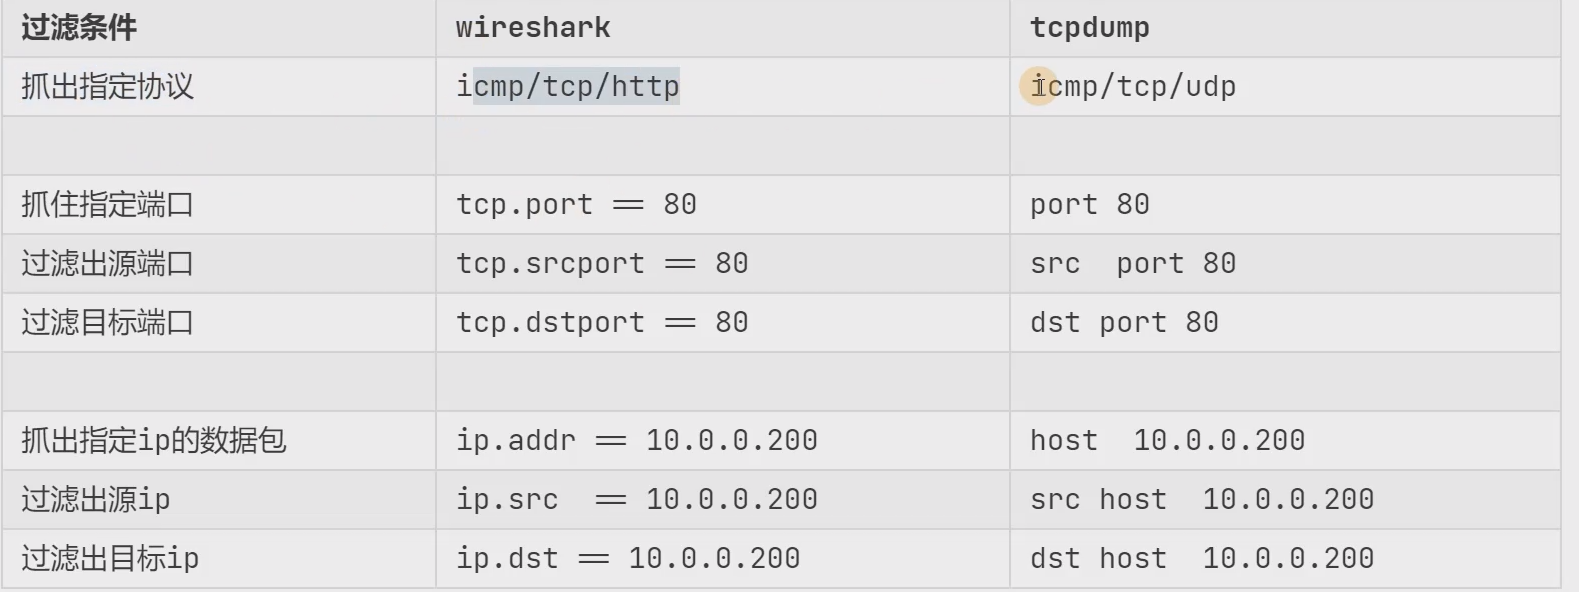 过滤条件 wireshark tcpdump
抓出指定协议 icmp/tcp/http icmp/tcp/udp
抓住指定端口 tcp.port == 80 port 80
过滤出源端口 tcp.srcport == 80 src  port 80
过滤目标端口 tcp.dstport == 80 dst port 80
抓出指定ip的数据包 ip.addr == 10.0.0.200 host  10.0.0.200
过滤出源ip ip.src  == 10.0.0.200 src host  10.0.0.200
过滤出目标ip ip.dst == 10.0.0.200 dst host  10.0.0.200